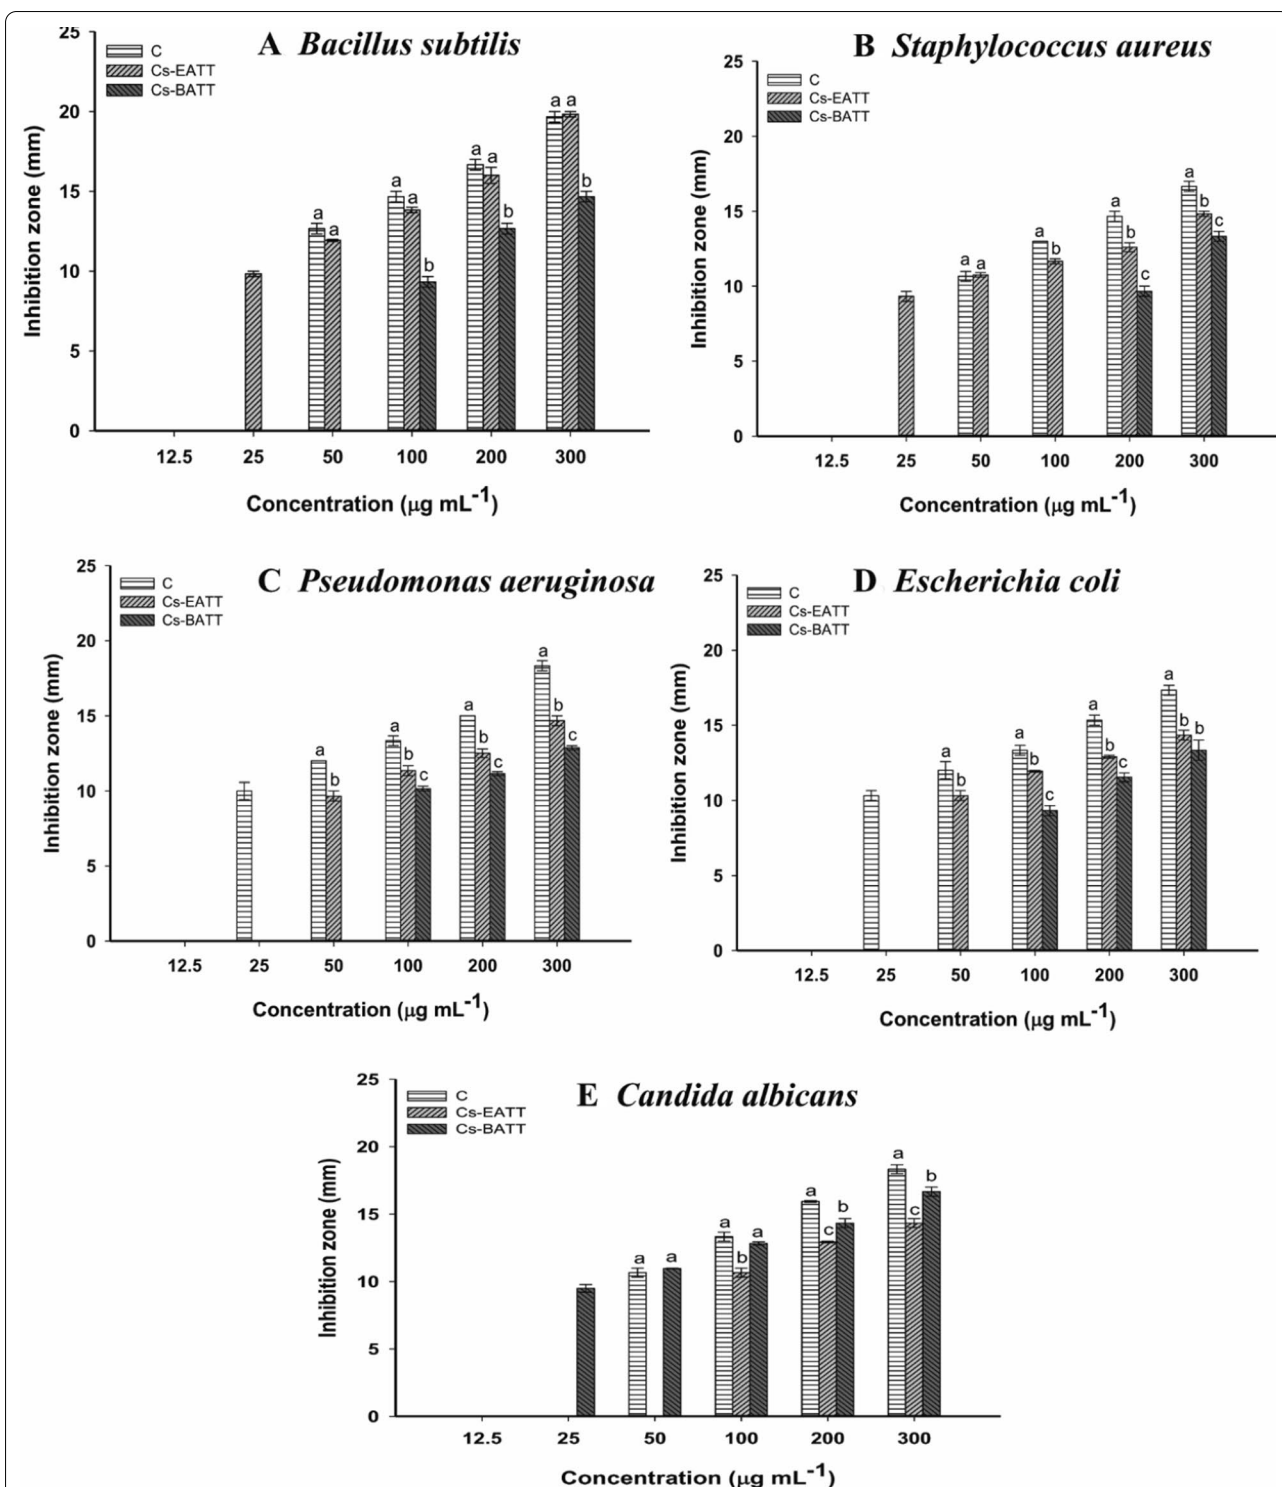 A Bacillus subtilis
C
Cs-EATT
Cs-BATT
25
20
15
10
5
0
Inhibition zone (mm)
a a
a a
a a
a a b
b
b
12.5 25 50 100 200 300
Concentration (µg mL-1)
B Staphylococcus aureus
C
Cs-EATT
Cs-BATT
25
20
15
10
5
0
Inhibition zone (mm)
a a
a b
a b c
a b c
12.5 25 50 100 200 300
Concentration (µg mL-1)
C Pseudomonas aeruginosa
C
Cs-EATT
Cs-BATT
25
20
15
10
5
0
Inhibition zone (mm)
a b
a b c
a b c
a b c
12.5 25 50 100 200 300
Concentration (µg mL-1)
D Escherichia coli
C
Cs-EATT
Cs-BATT
25
20
15
10
5
0
Inhibition zone (mm)
a b
a b c
a b c
a b b
12.5 25 50 100 200 300
Concentration (µg mL-1)
E Candida albicans
C
Cs-EATT
Cs-BATT
25
20
15
10
5
0
Inhibition zone (mm)
a a
a b a
a c b
a c b
12.5 25 50 100 200 300
Concentration (µg mL-1)